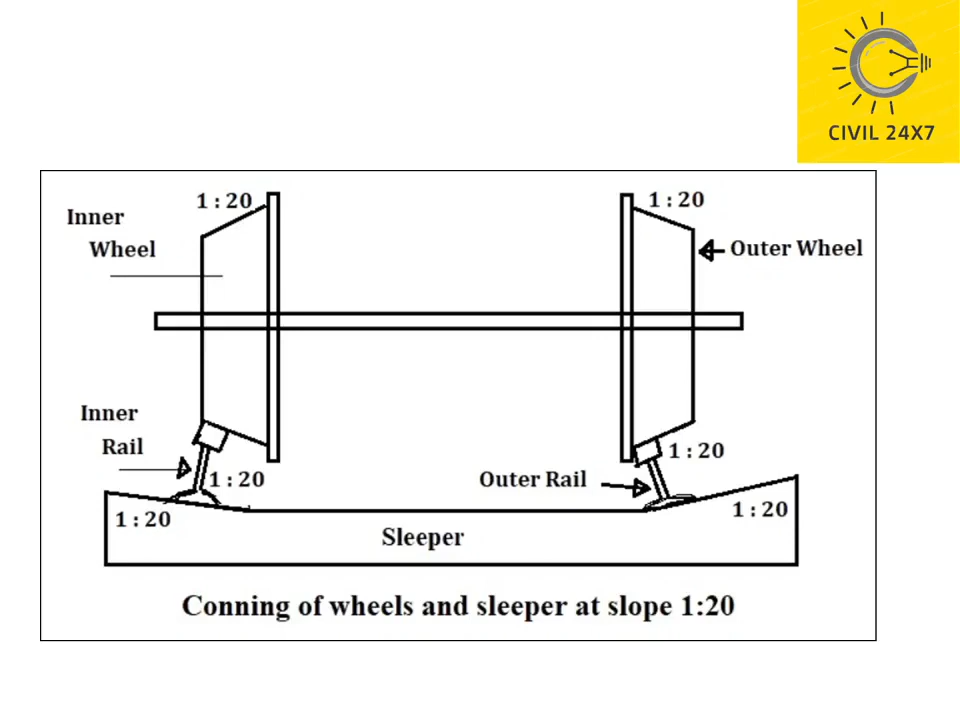 CIVIL 24X7
1 : 20
1 : 20
Inner
Wheel
Outer Wheel
Inner
Rail
1 : 20
1 : 20
Outer Rail
1 : 20
1 : 20
Sleeper
Conning of wheels and sleeper at slope 1:20